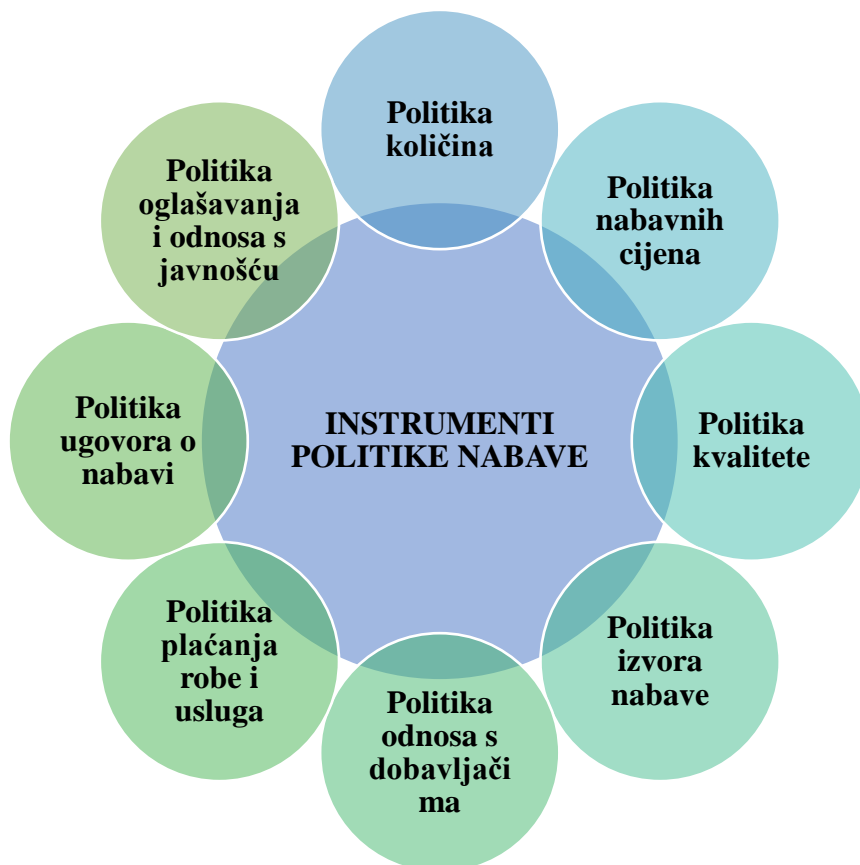 Politika
količina
Politika
nabavnih
cijena
Politika
kvalitete
Politika
izvora
nabave
Politika
odnosa s
dobavljači
ma
Politika
plaćanja
robe i
usluga
Politika
ugovora o
nabavi
Politika
oglašavanja
i odnosa s
javnošću
INSTRUMENTI
POLITIKE NABAVE